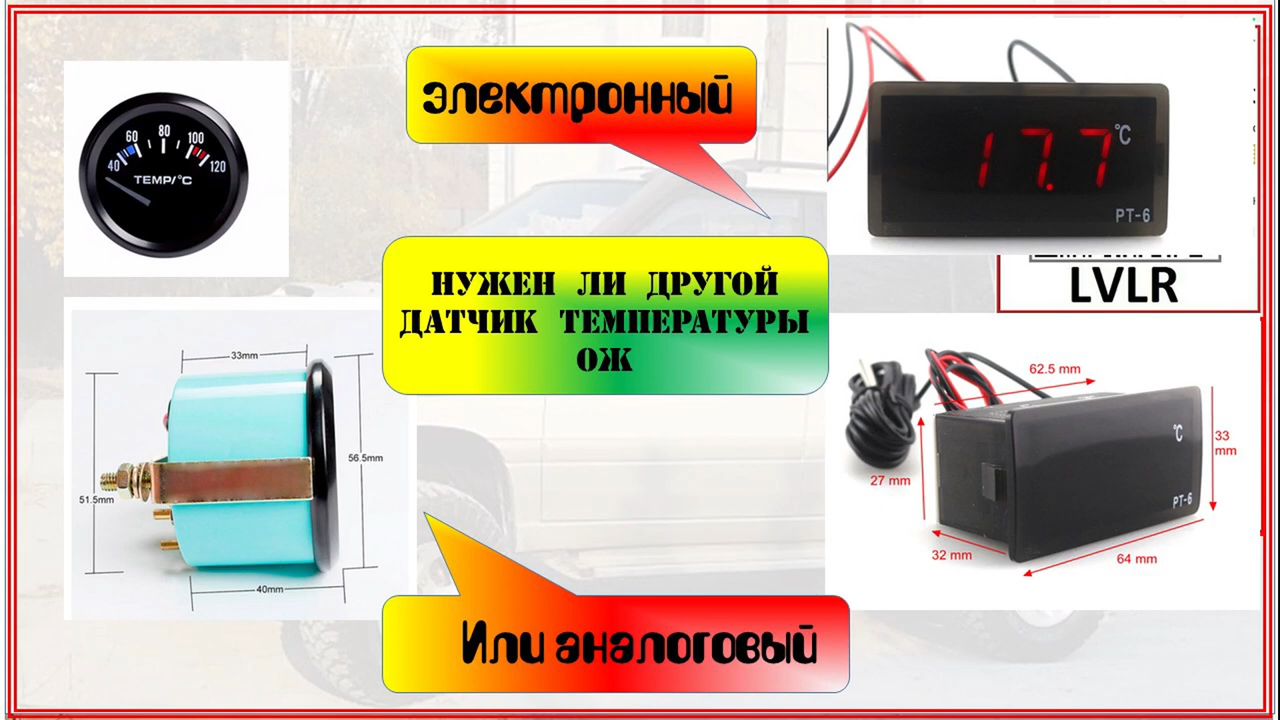 электронный
60 80 100
40 120
TEMP/°C
17.7 °C
PT-6
НУЖЕН ЛИ ДРУГОЙ
ДАТЧИК ТЕМПЕРАТУРЫ
ОЖ
LVLR
33mm
56.5mm
51.5mm
40mm
62.5 mm
°C
33
mm
27 mm
PT-6
32 mm
64 mm
Или аналоговый